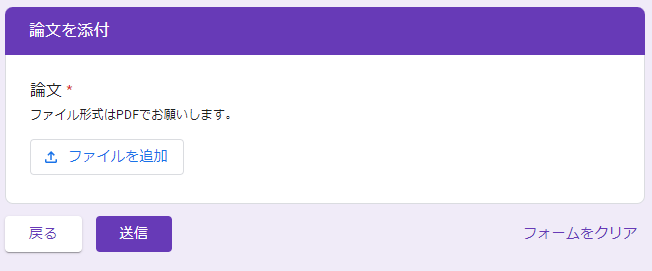 論文を添付
論文 *
ファイル形式はPDFでお願いします。
ファイルを追加
戻る
送信
フォームをクリア